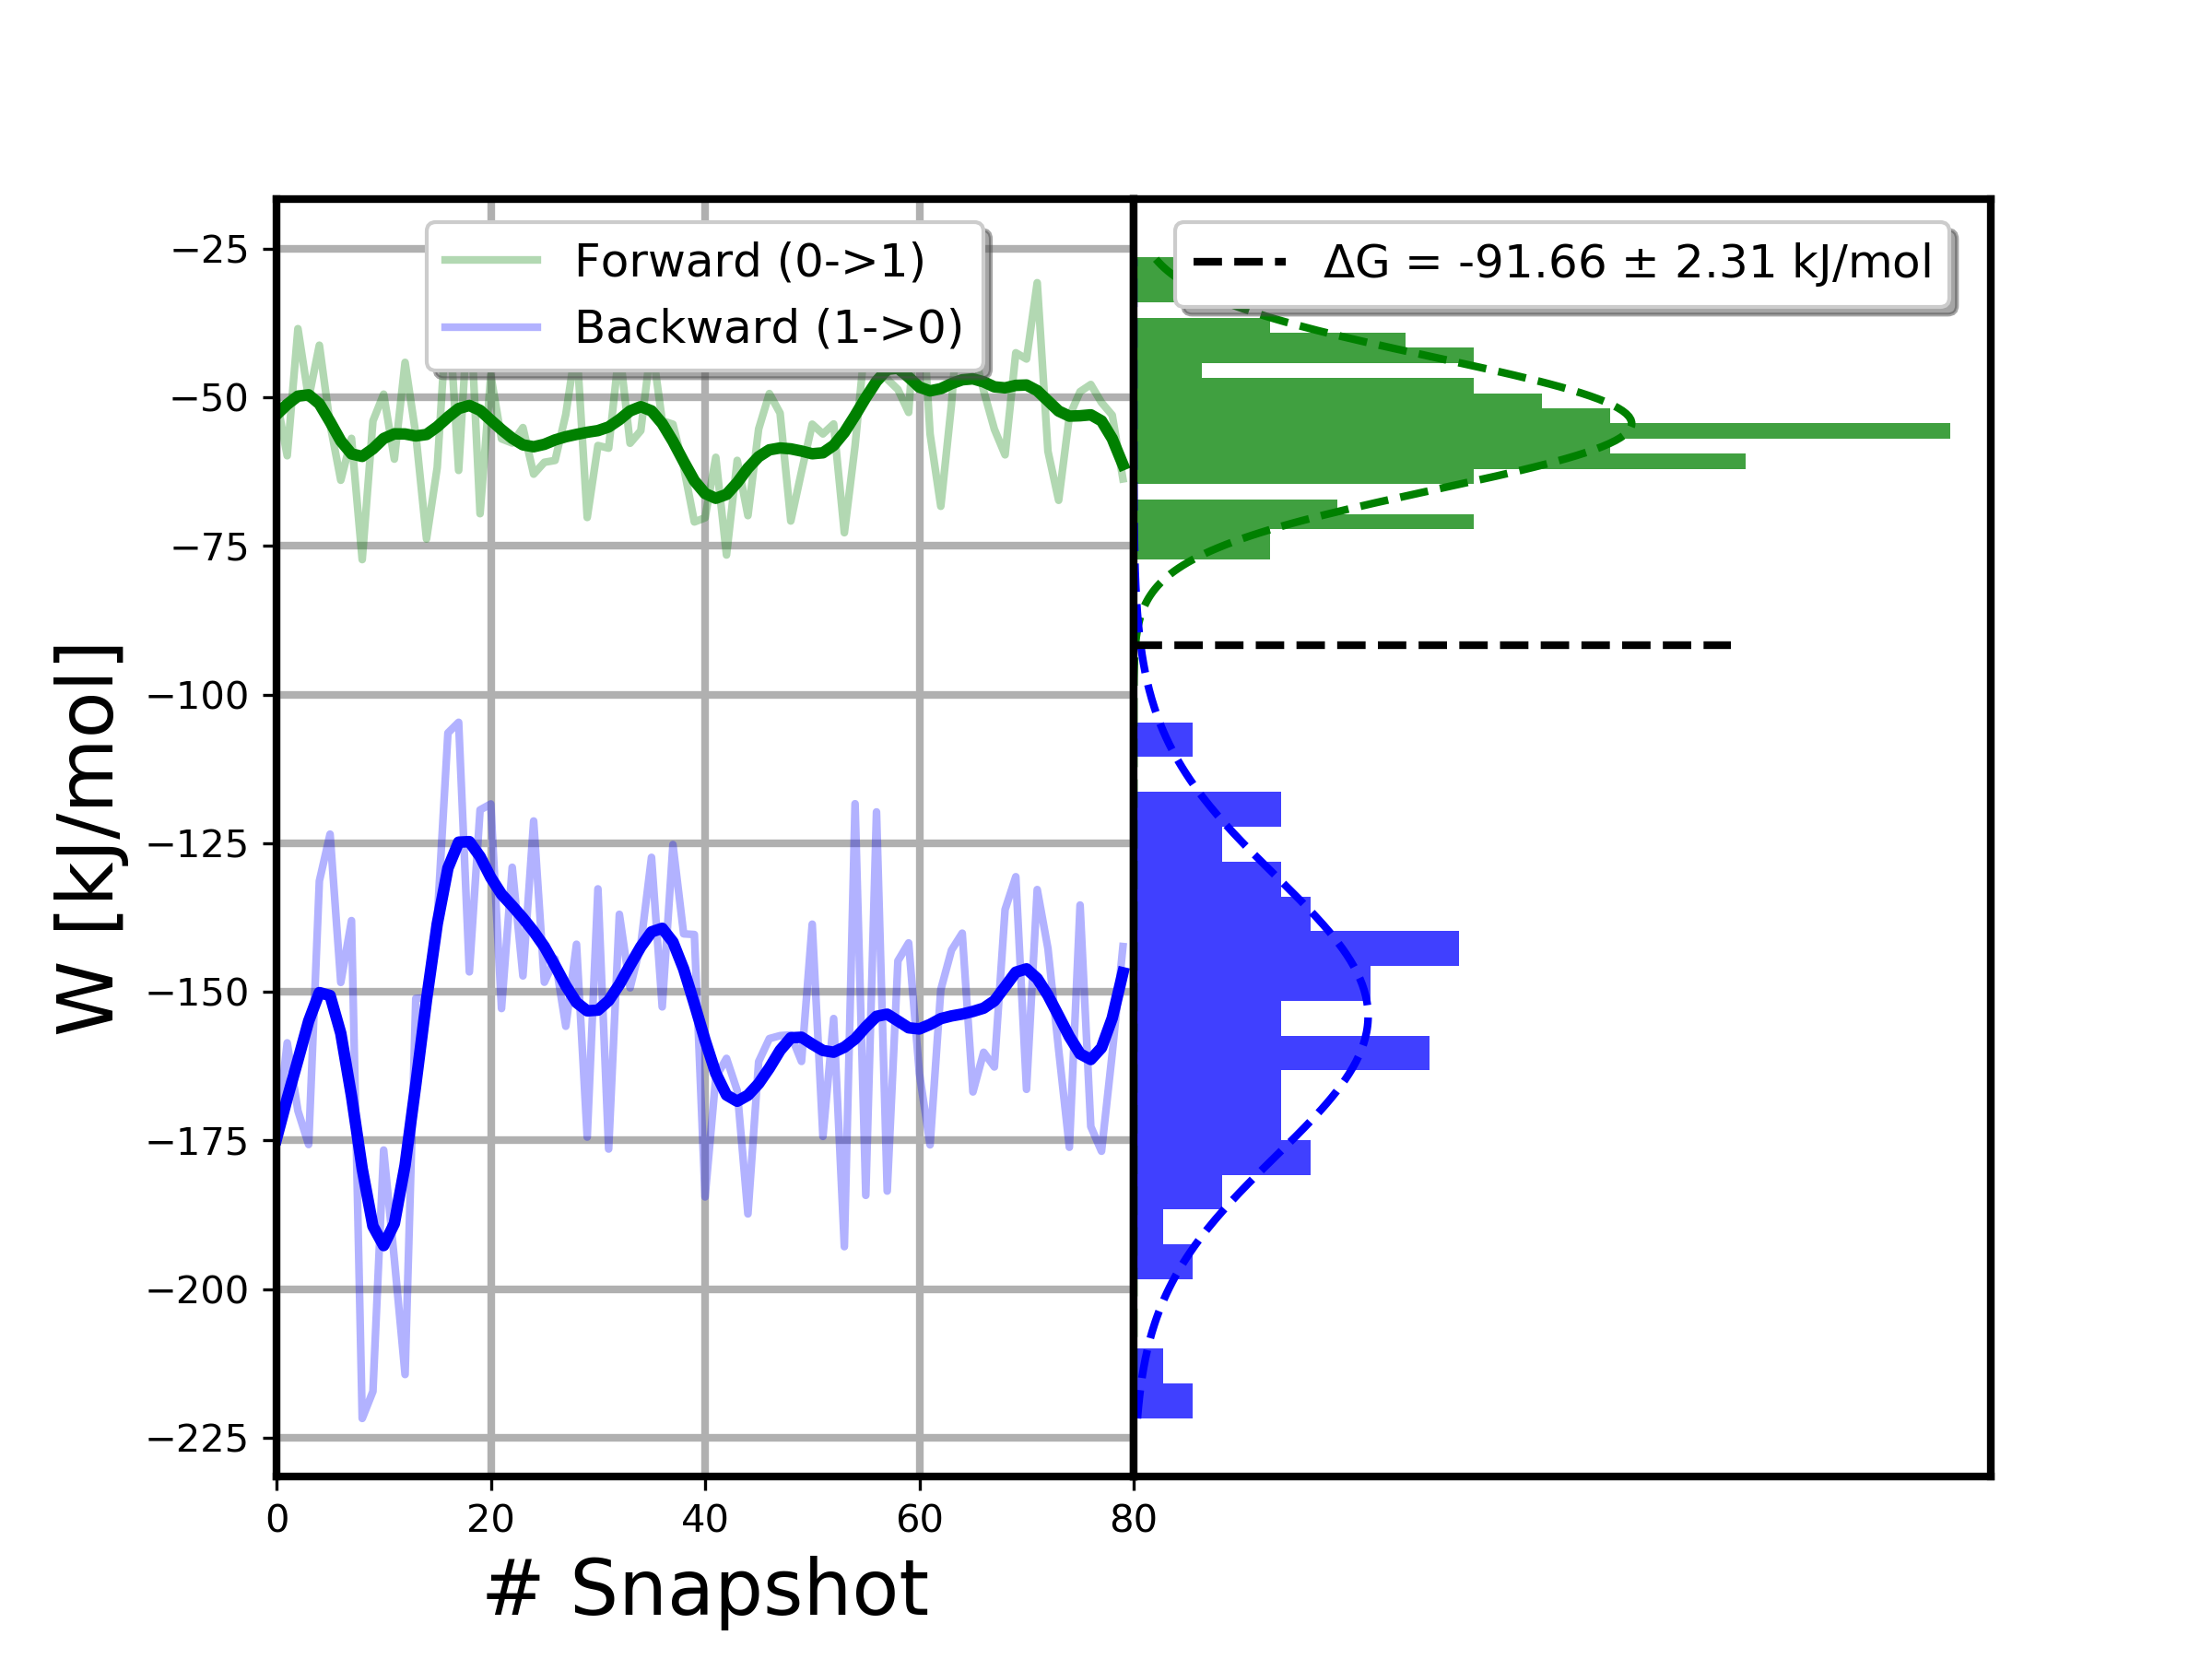 Forward (0->1)
Backward (1->0)
ΔG = -91.66 ± 2.31 kJ/mol
W [kJ/mol]
−25
−50
−75
−100
−125
−150
−175
−200
−225
0 20 40 60 80
# Snapshot